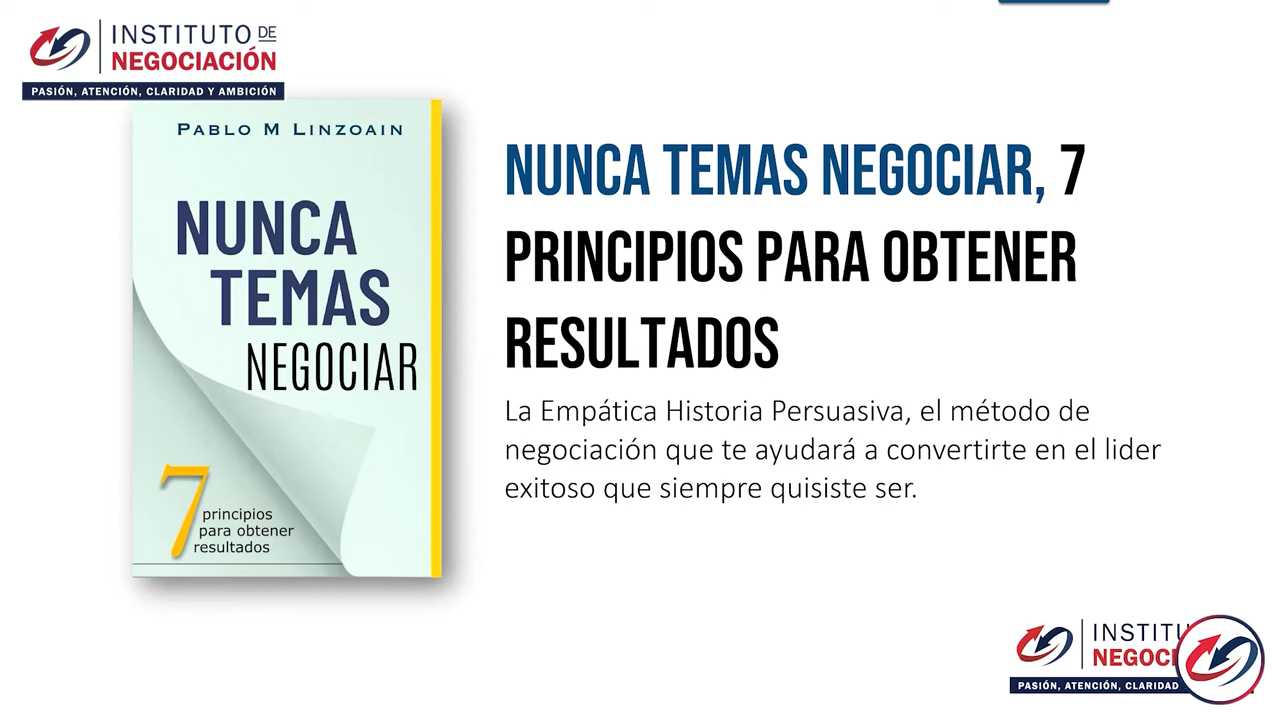 INSTITUTO DE
NEGOCIACIÓN
PASIÓN, ATENCIÓN, CLARIDAD Y AMBICIÓN
PABLO M LINZOAIN
NUNCA
TEMAS
NEGOCIAR
7
principios
para obtener
resultados
NUNCA TEMAS NEGOCIAR, 7
PRINCIPIOS PARA OBTENER
RESULTADOS
La Empática Historia Persuasiva, el método de
negociación que te ayudará a convertirte en el lider
exitoso que siempre quisiste ser.
INSTITU
NEGOCI
PASIÓN, ATENCIÓN, CLARIDAD